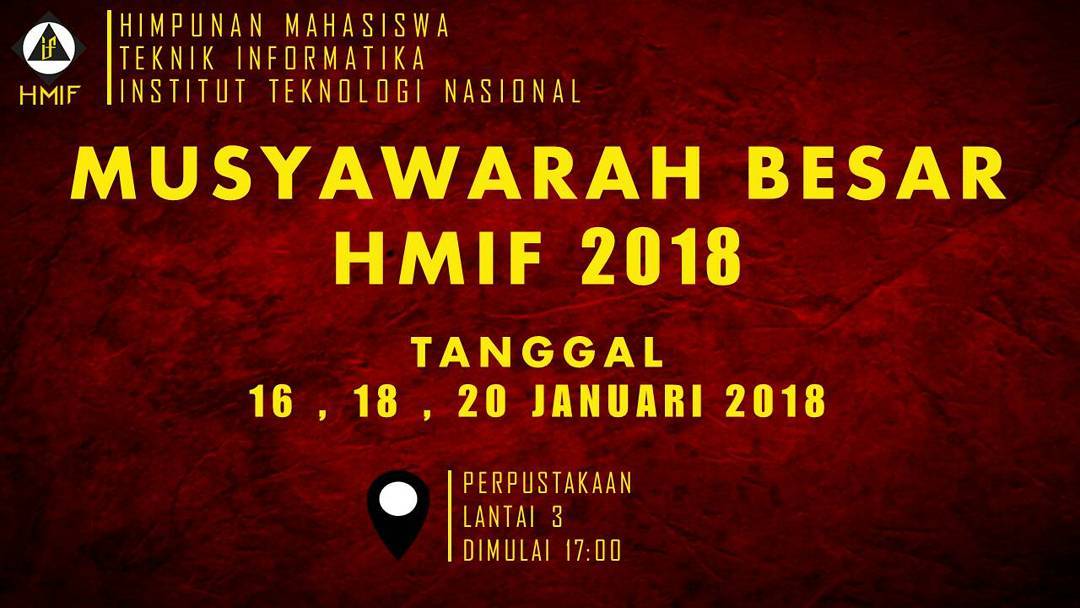 HIMPUNAN MAHASISWA
TEKNIK INFORMATIKA
INSTITUT TEKNOLOGI NASIONAL
if
HMIF
MUSYAWARAH BESAR
HMIF 2018
TANGGAL
16 , 18 , 20 JANUARI 2018
PERPUSTAKAAN
LANTAI 3
DIMULAI 17:00